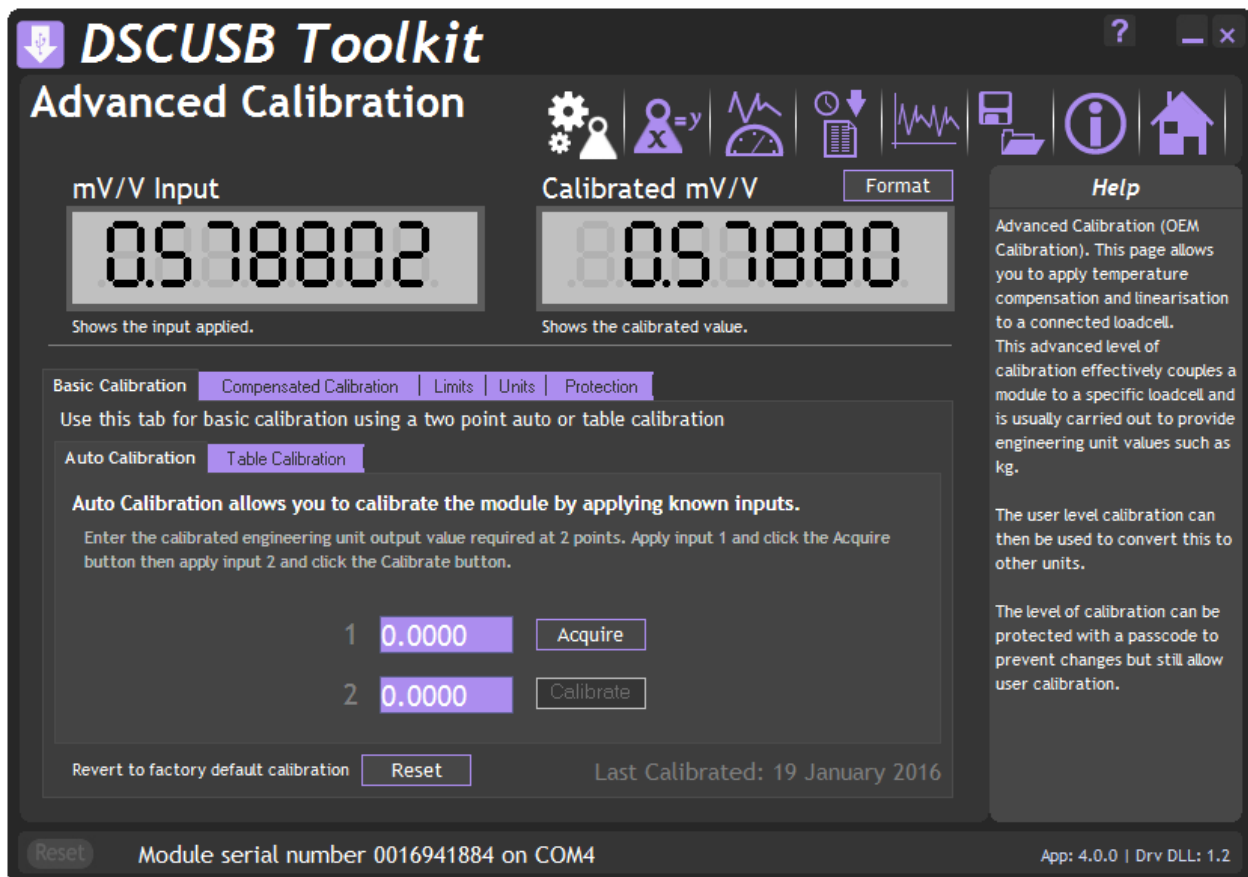 DSCUSB Toolkit
?
Advanced Calibration
x
=y
mV/V Input
Calibrated mV/V
Format
0.578802
0.57880
Shows the input applied.
Shows the calibrated value.
Basic Calibration
Compensated Calibration
Limits
Units
Protection
Use this tab for basic calibration using a two point auto or table calibration
Auto Calibration
Table Calibration
Auto Calibration allows you to calibrate the module by applying known inputs.
Enter the calibrated engineering unit output value required at 2 points. Apply input 1 and click the Acquire
button then apply input 2 and click the Calibrate button.
1
0.0000
Acquire
2
0.0000
Calibrate
Revert to factory default calibration
Reset
Last Calibrated: 19 January 2016
Help
Advanced Calibration (OEM
Calibration). This page allows
you to apply temperature
compensation and linearisation
to a connected loadcell.
This advanced level of
calibration effectively couples a
module to a specific loadcell and
is usually carried out to provide
engineering unit values such as
kg.
The user level calibration can
then be used to convert this to
other units.
The level of calibration can be
protected with a passcode to
prevent changes but still allow
user calibration.
Reset
Module serial number 0016941884 on COM4
App: 4.0.0 | Drv DLL: 1.2